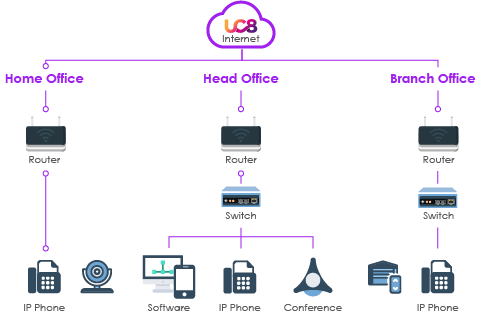 UC8
Internet
Home Office
Head Office
Branch Office
Router
Router
Router
Switch
Switch
IP Phone
Software
IP Phone
Conference
IP Phone